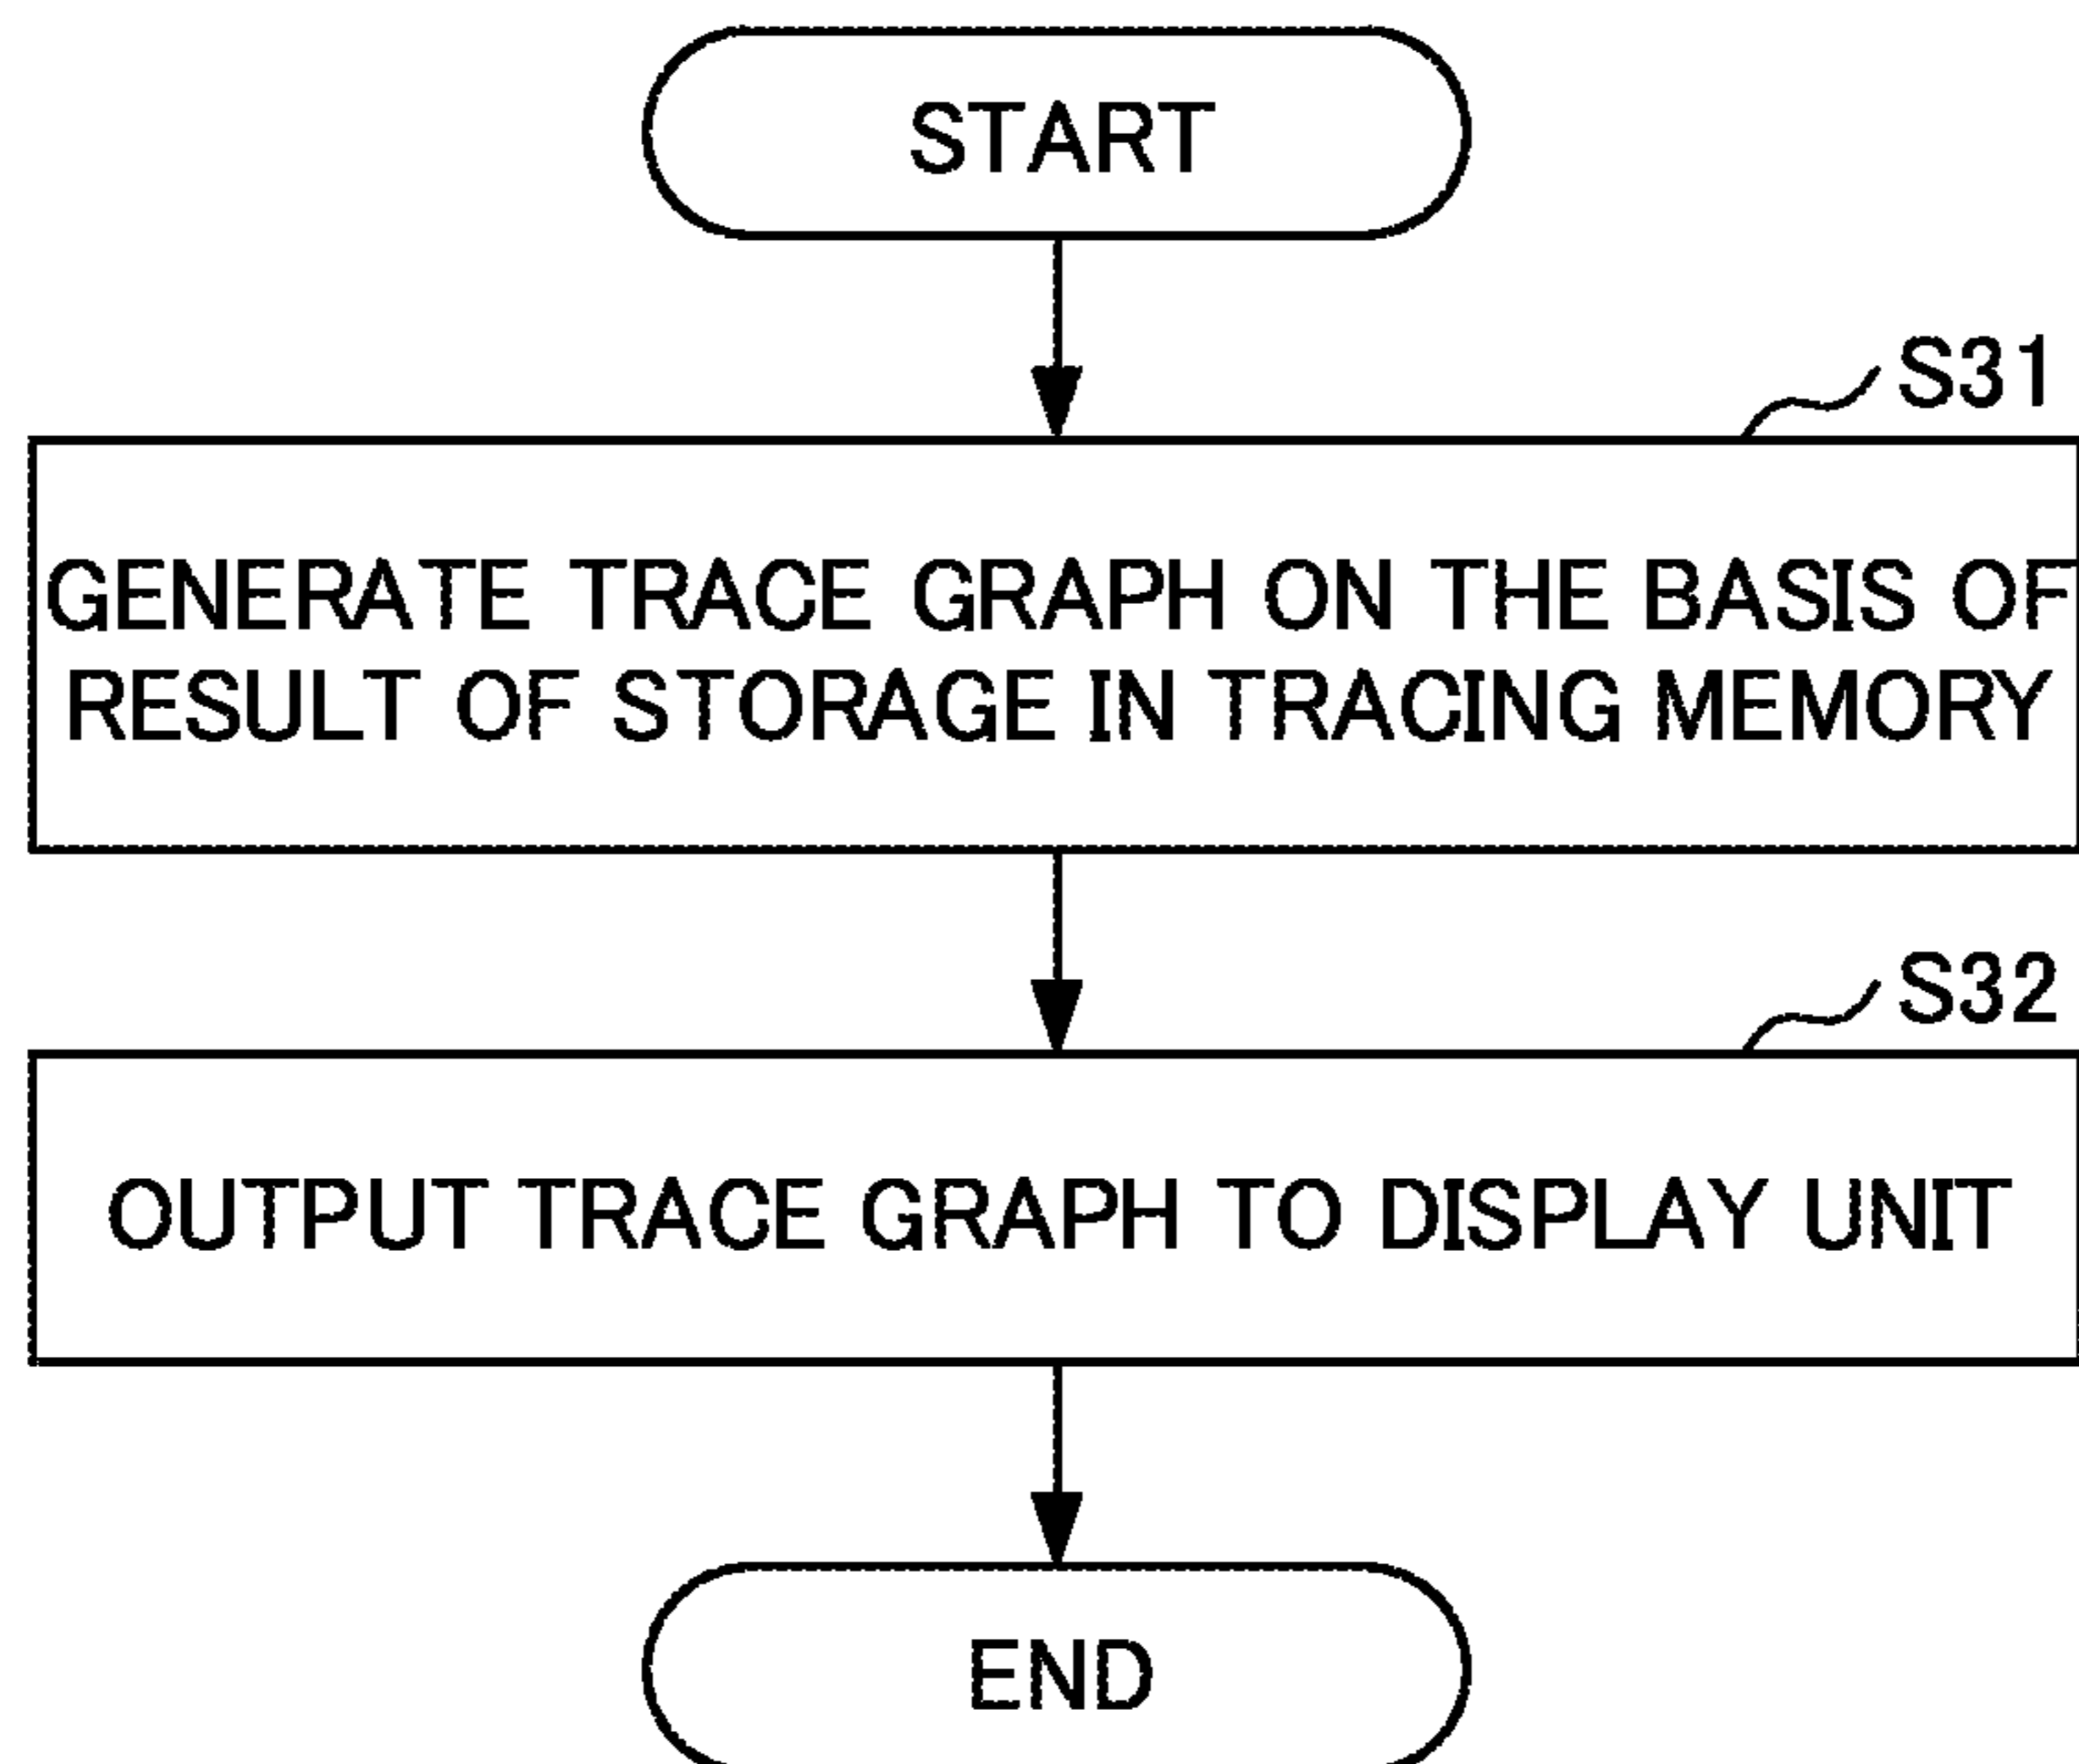 START
S31
GENERATE TRACE GRAPH ON THE BASIS OF
RESULT OF STORAGE IN TRACING MEMORY
S32
OUTPUT TRACE GRAPH TO DISPLAY UNIT
END